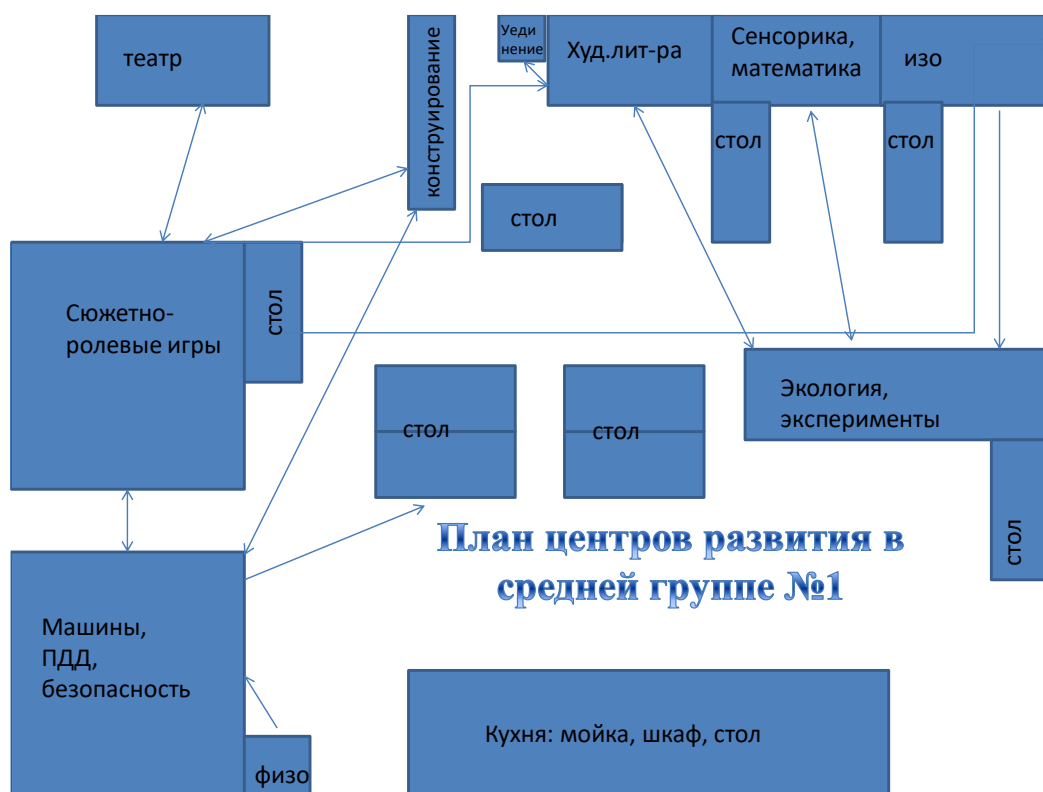 театр
конструирование
Уеди
нение
Худ.лит-ра
Сенсорика,
математика
изо
стол
стол
стол
Сюжетно-
ролевые игры
стол
Экология,
эксперименты
стол
стол
стол
План центров развития в
средней группе №1
Машины,
ПДД,
безопасность
физо
Кухня: мойка, шкаф, стол